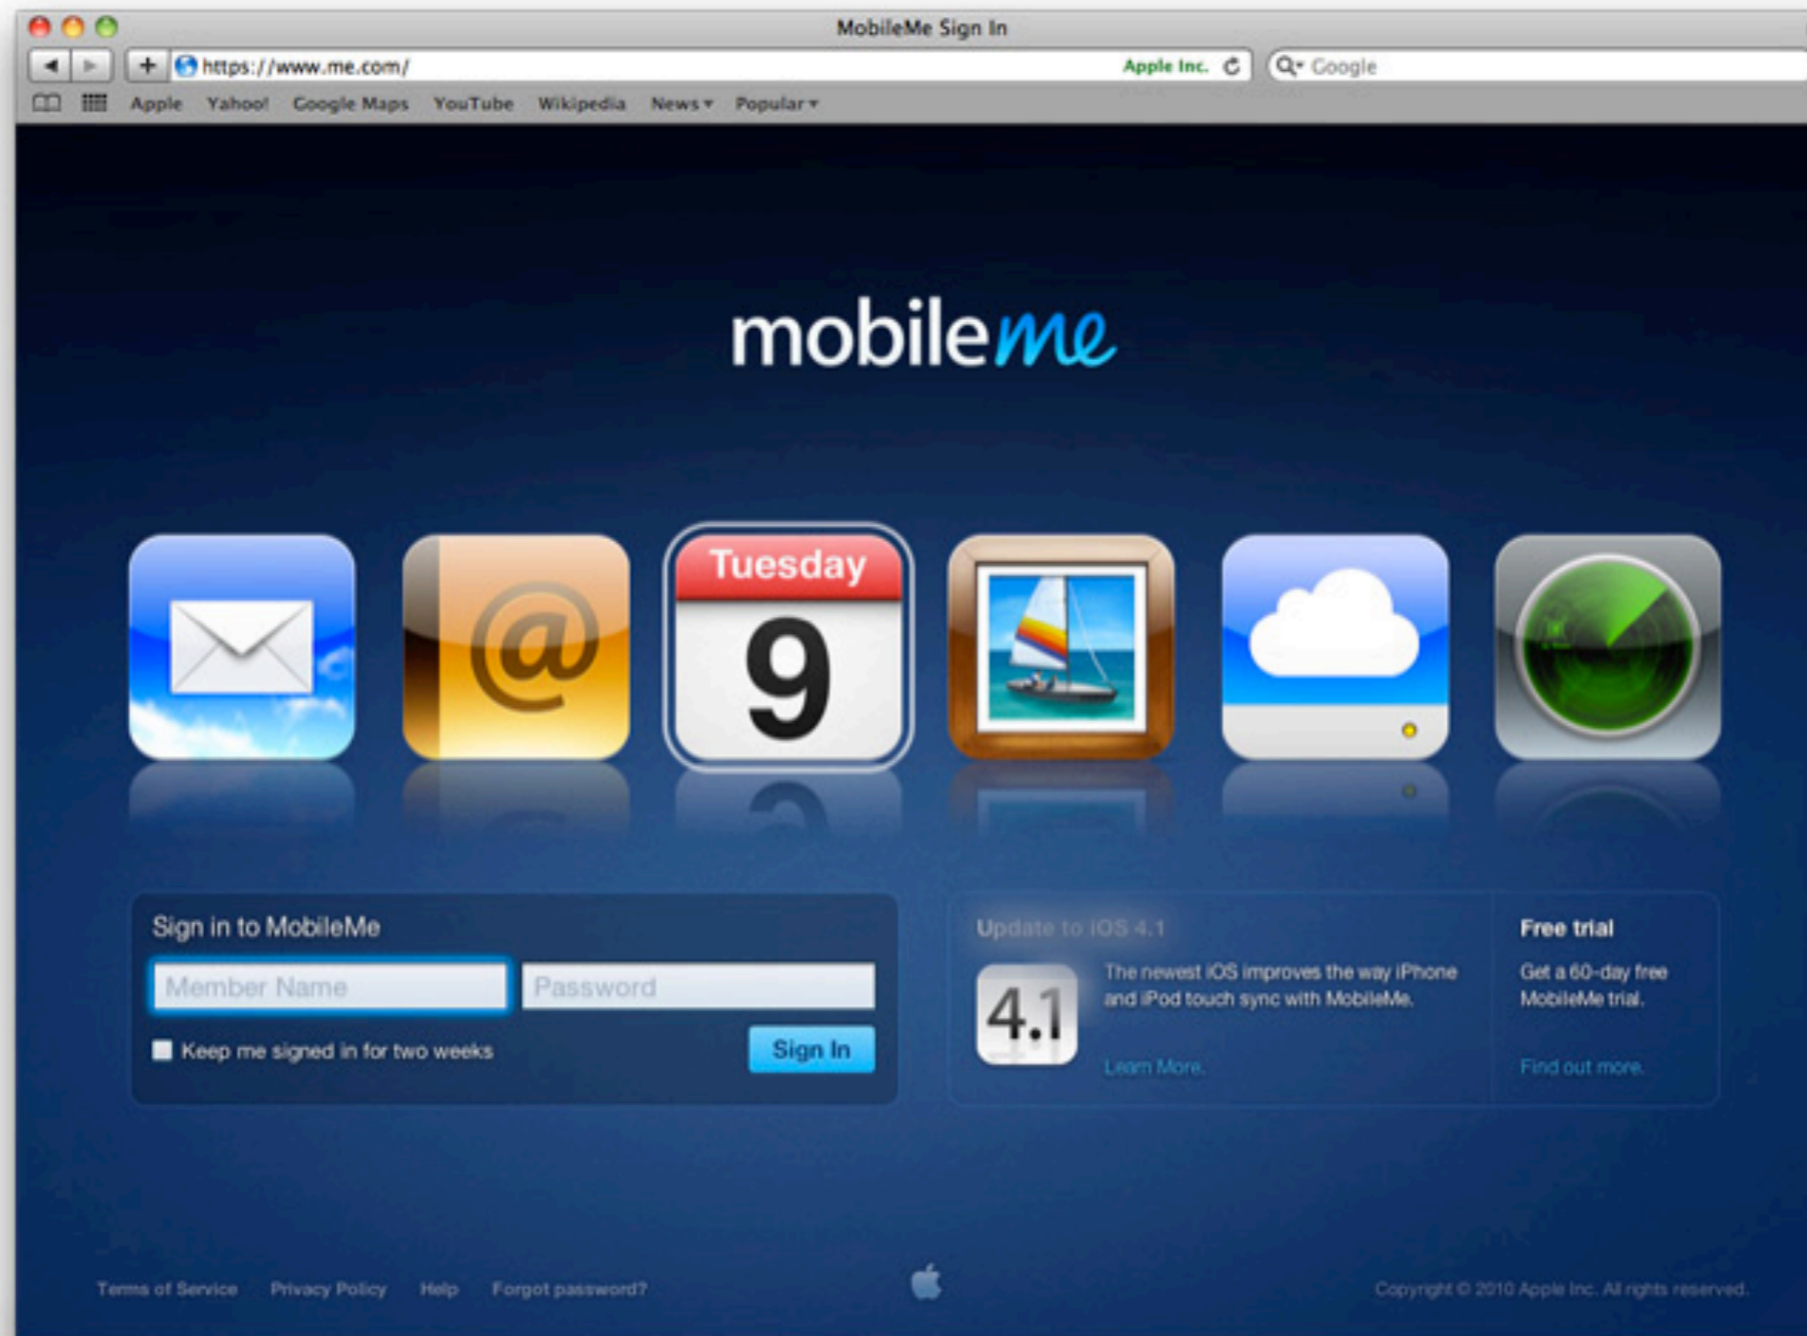 MobileMe Sign In
https://www.me.com/
Apple Inc.
Google
Apple Yahoo! Google Maps YouTube Wikipedia News Popular
mobileme
@
Tuesday
9
Sign in to MobileMe
Member Name
Password
Keep me signed in for two weeks
Sign In
Update to iOS 4.1
4.1
The newest iOS improves the way iPhone
and iPod touch sync with MobileMe.
Learn More.
Free trial
Get a 60-day free
MobileMe trial.
Find out more.
Terms of Service Privacy Policy Help Forgot password?
Copyright © 2010 Apple Inc. All rights reserved.